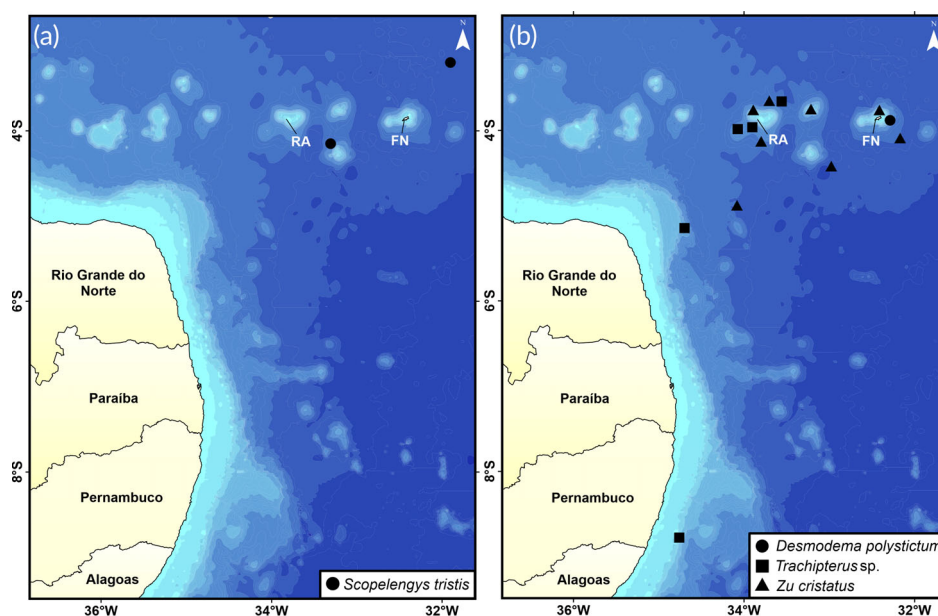 (a)
N
4°S
6°S
8°S
RA
FN
Rio Grande do
Norte
Paraíba
Pernambuco
Alagoas
Scopelengys tristis
36°W
34°W
32°W
(b)
N
4°S
6°S
8°S
RA
FN
Rio Grande do
Norte
Paraíba
Pernambuco
Alagoas
Desmodema polystictum
Trachipterus sp.
Zu cristatus
36°W
34°W
32°W